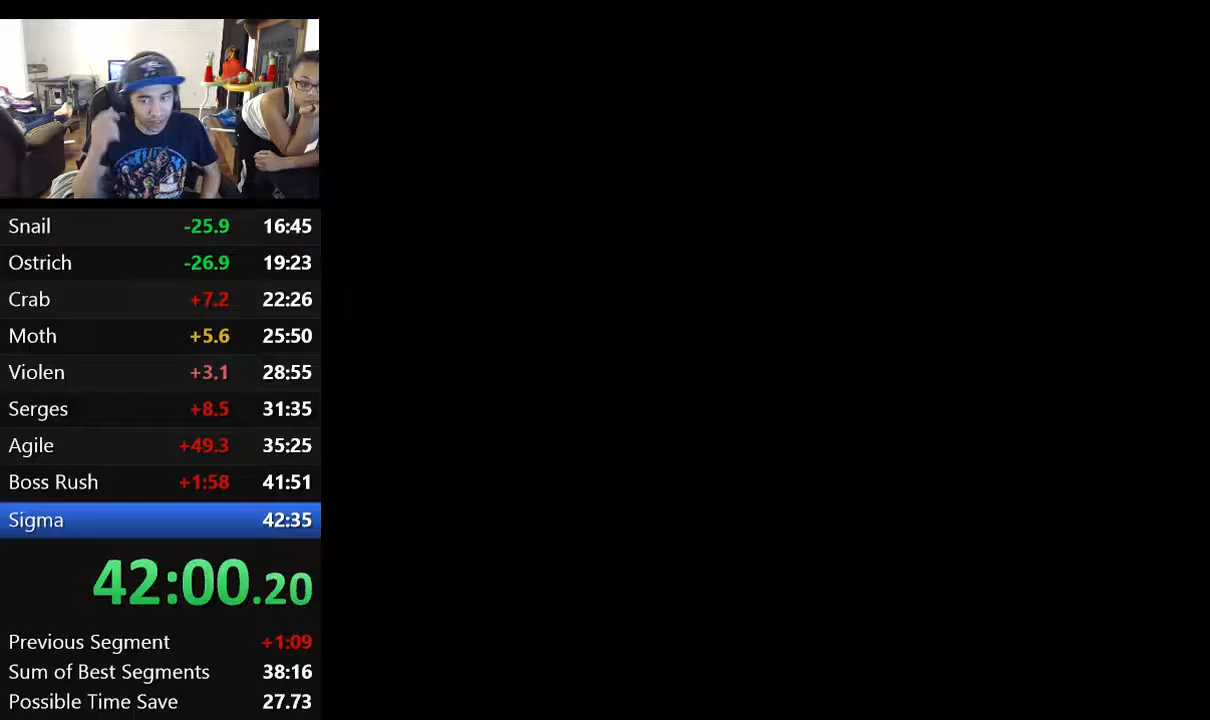 Snail -25.9 16:45
Ostrich -26.9 19:23
Crab +7.2 22:26
Moth +5.6 25:50
Violen +3.1 28:55
Serges +8.5 31:35
Agile +49.3 35:25
Boss Rush +1:58 41:51
Sigma 42:35
42:00.20
Previous Segment +1:09
Sum of Best Segments 38:16
Possible Time Save 27.73